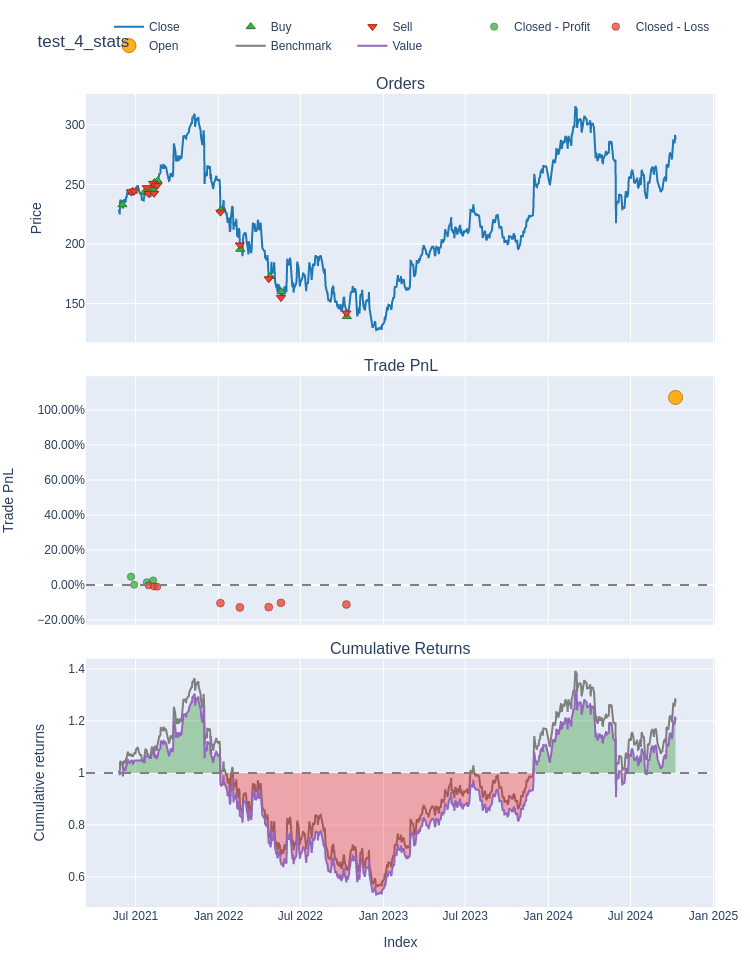 test_4_stats
Close
Buy
Sell
Closed - Profit
Closed - Loss
Open
Benchmark
Value
Orders
300
250
200
150
Price
Trade PnL
100.00%
80.00%
60.00%
40.00%
20.00%
0.00%
−20.00%
Trade PnL
Cumulative Returns
1.4
1.2
1
0.8
0.6
Cumulative returns
Jul 2021
Jan 2022
Jul 2022
Jan 2023
Jul 2023
Jan 2024
Jul 2024
Jan 2025
Index